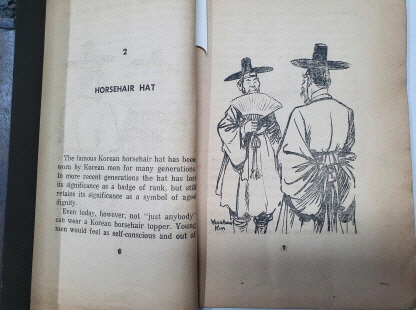 2
HORSEHAIR HAT
The famous Korean horsehair hat has been
worn by Korean men for many generations.
In more recent generations the hat has lost
its significance as a badge of rank, but still
retains its significance as a symbol of aged
dignity.
Even today, however, not "just anybody"
can wear a Korean horsehair topper. Young
men would feel as self-conscious and out of
6
Kim
7